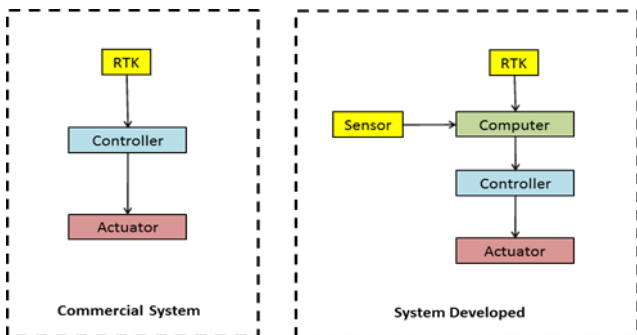 RTK
Controller
Actuator
Commercial System
RTK
Sensor
Computer
Controller
Actuator
System Developed